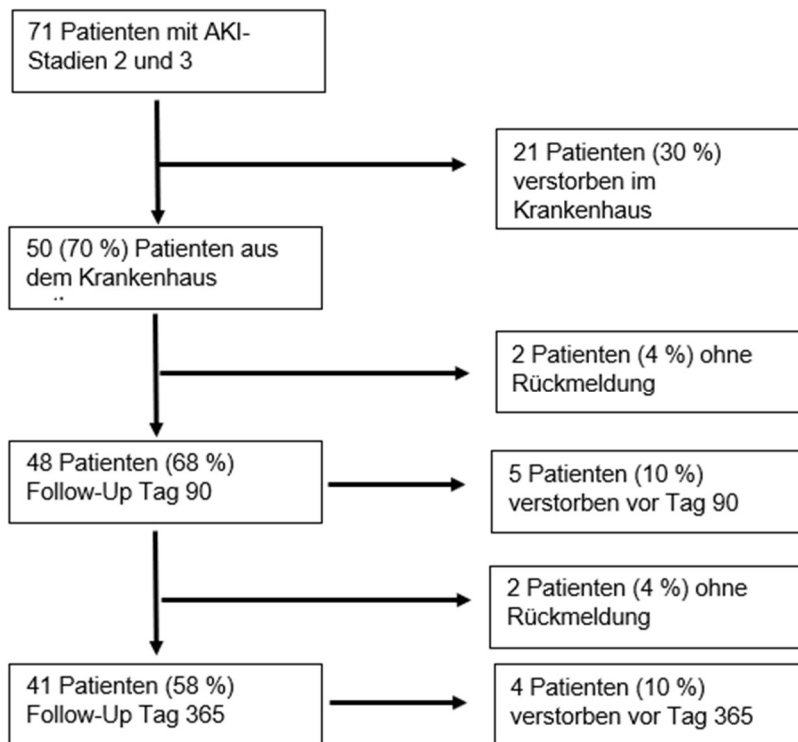 71 Patienten mit AKI-
Stadien 2 und 3
21 Patienten (30 %)
verstorben im
Krankenhaus
50 (70 %) Patienten aus
dem Krankenhaus
2 Patienten (4 %) ohne
Rückmeldung
48 Patienten (68 %)
Follow-Up Tag 90
5 Patienten (10 %)
verstorben vor Tag 90
2 Patienten (4 %) ohne
Rückmeldung
41 Patienten (58 %)
Follow-Up Tag 365
4 Patienten (10 %)
verstorben vor Tag 365